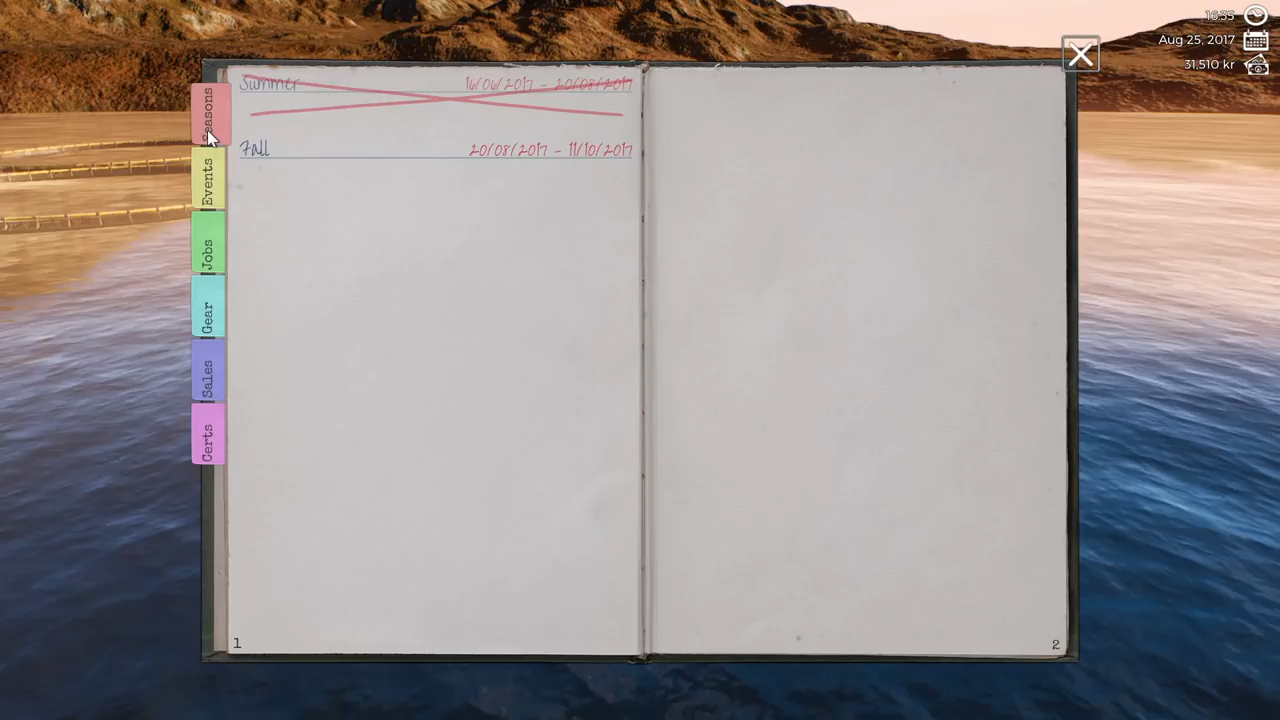 16:35
Aug 25, 2017
31,510 kr
Summer 16/06/2017 - 20/08/2017
Fall 20/08/2017 - 11/10/2017
Seasons
Events
Jobs
Gear
Sales
Certs
1
2